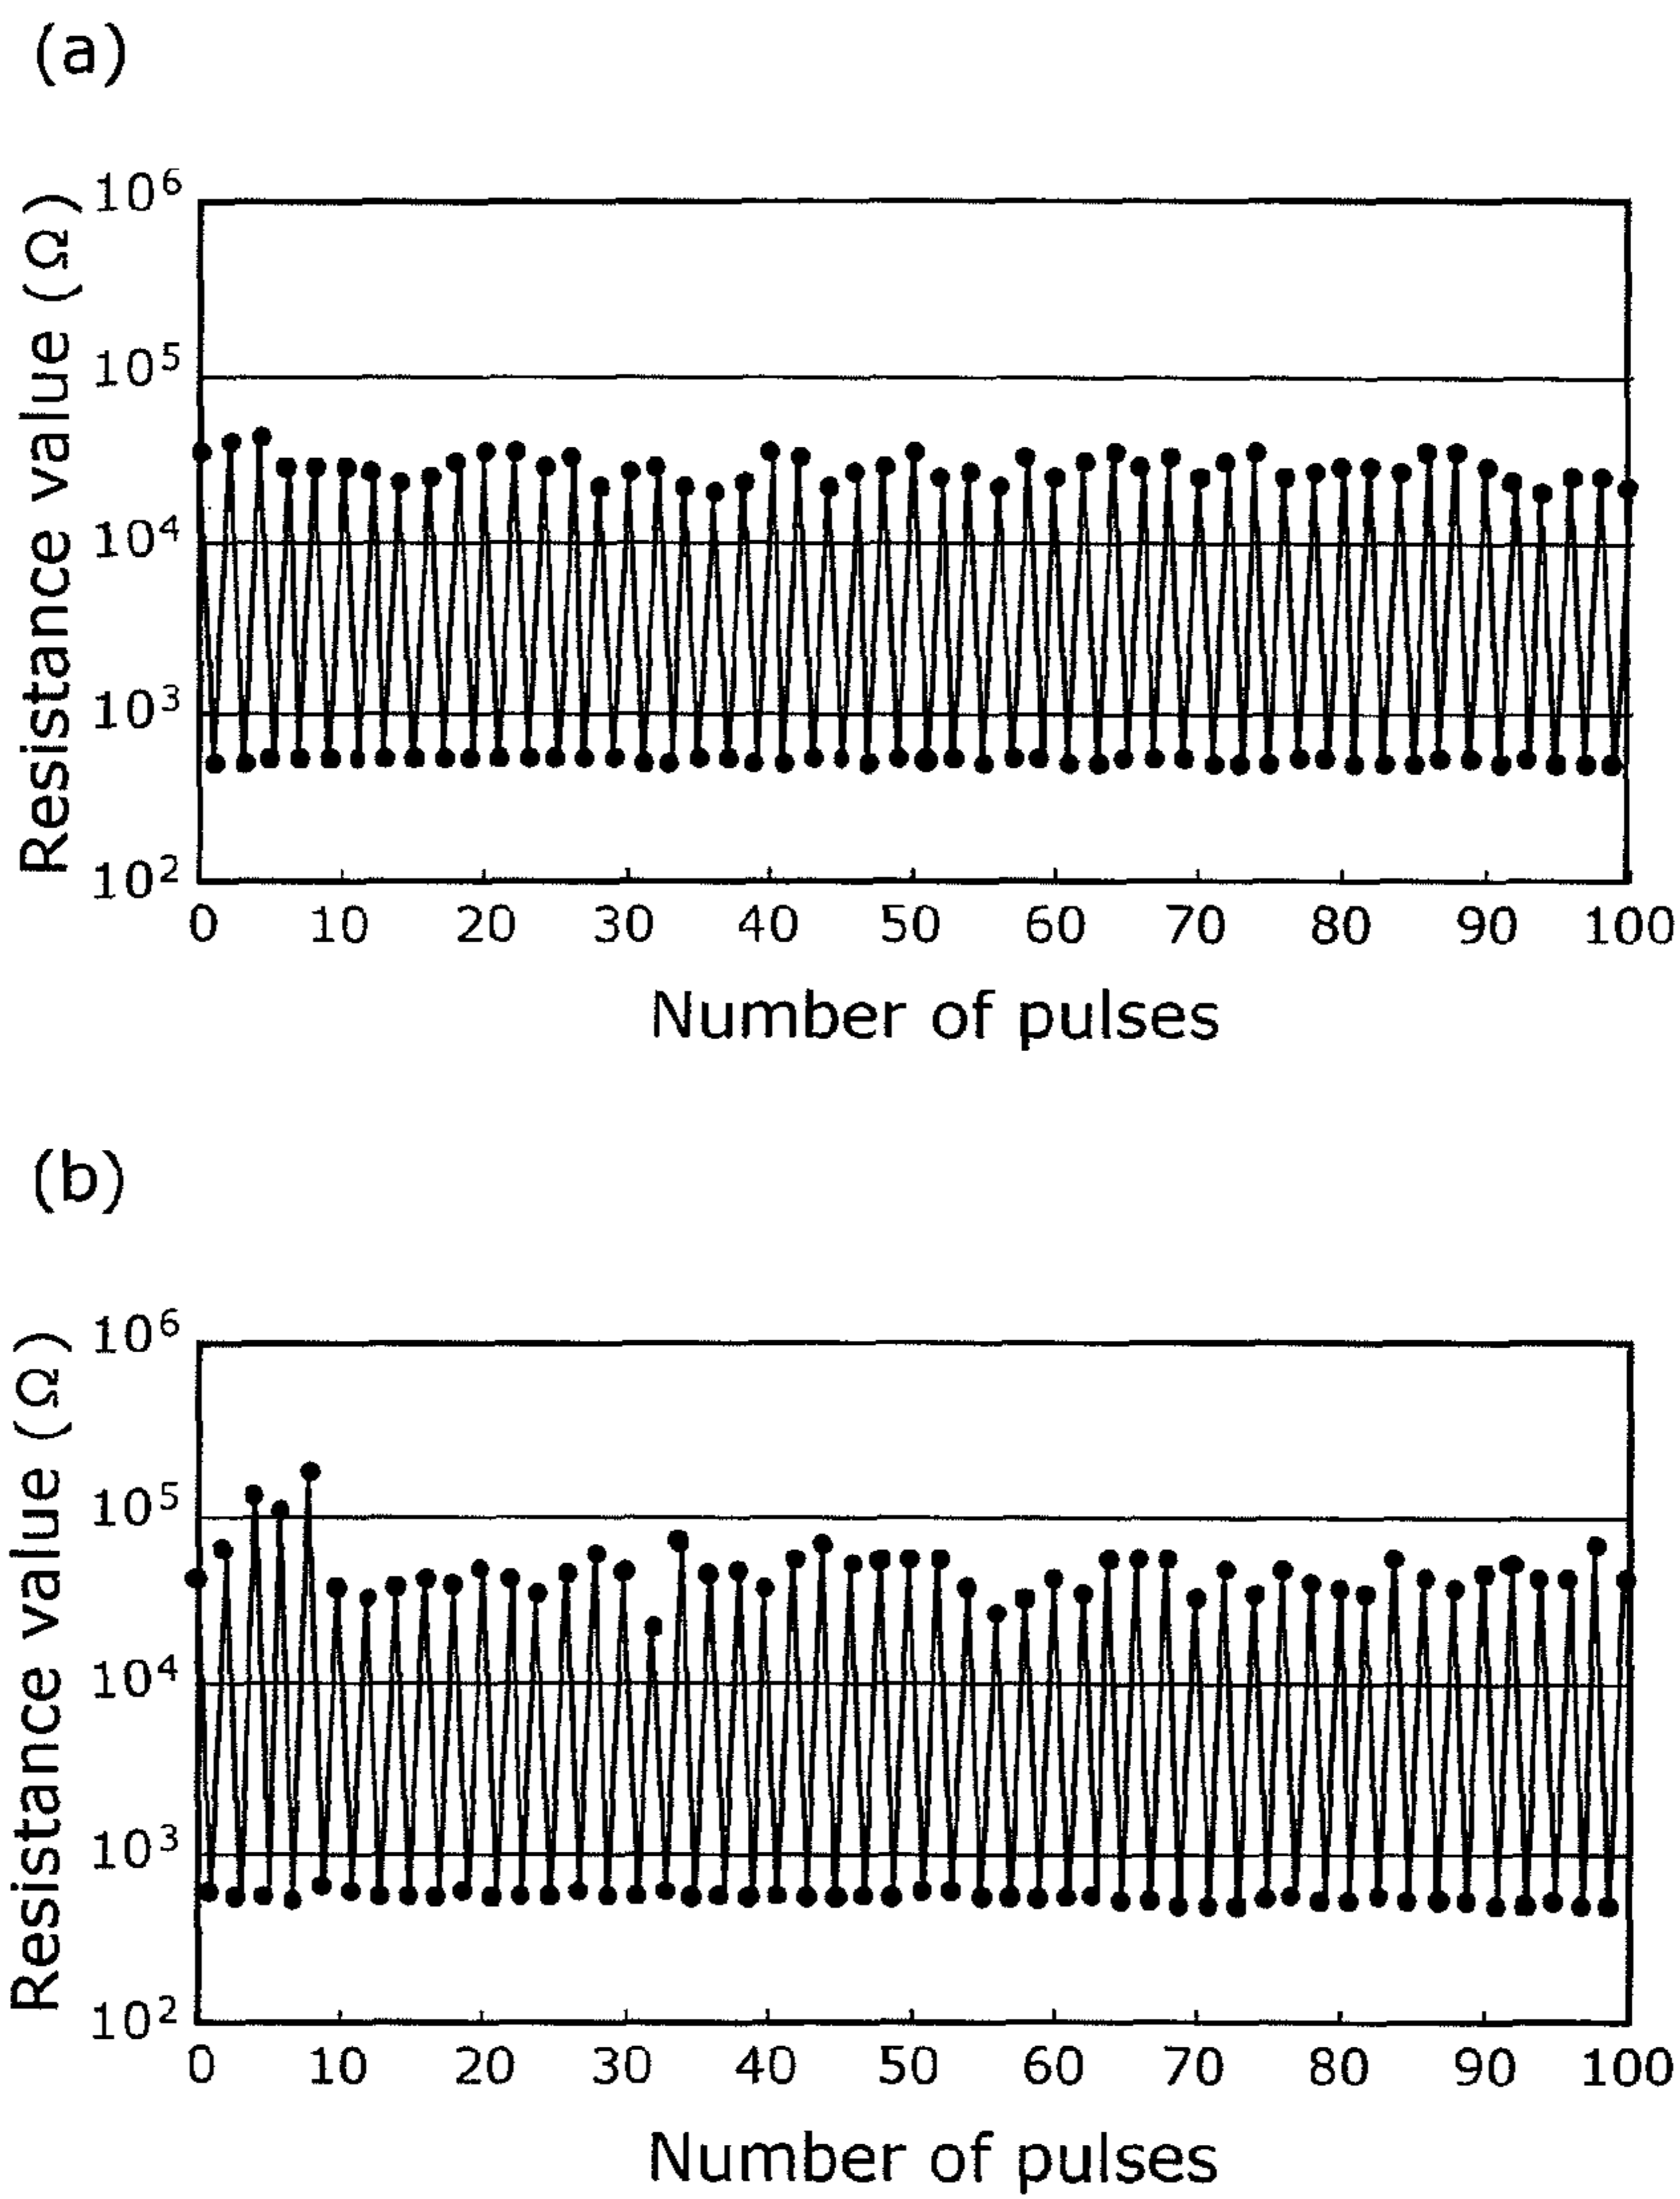 (a)
Resistance value (Ω)
10⁶
10⁵
10⁴
10³
10²
0 10 20 30 40 50 60 70 80 90 100
Number of pulses
(b)
Resistance value (Ω)
10⁶
10⁵
10⁴
10³
10²
0 10 20 30 40 50 60 70 80 90 100
Number of pulses